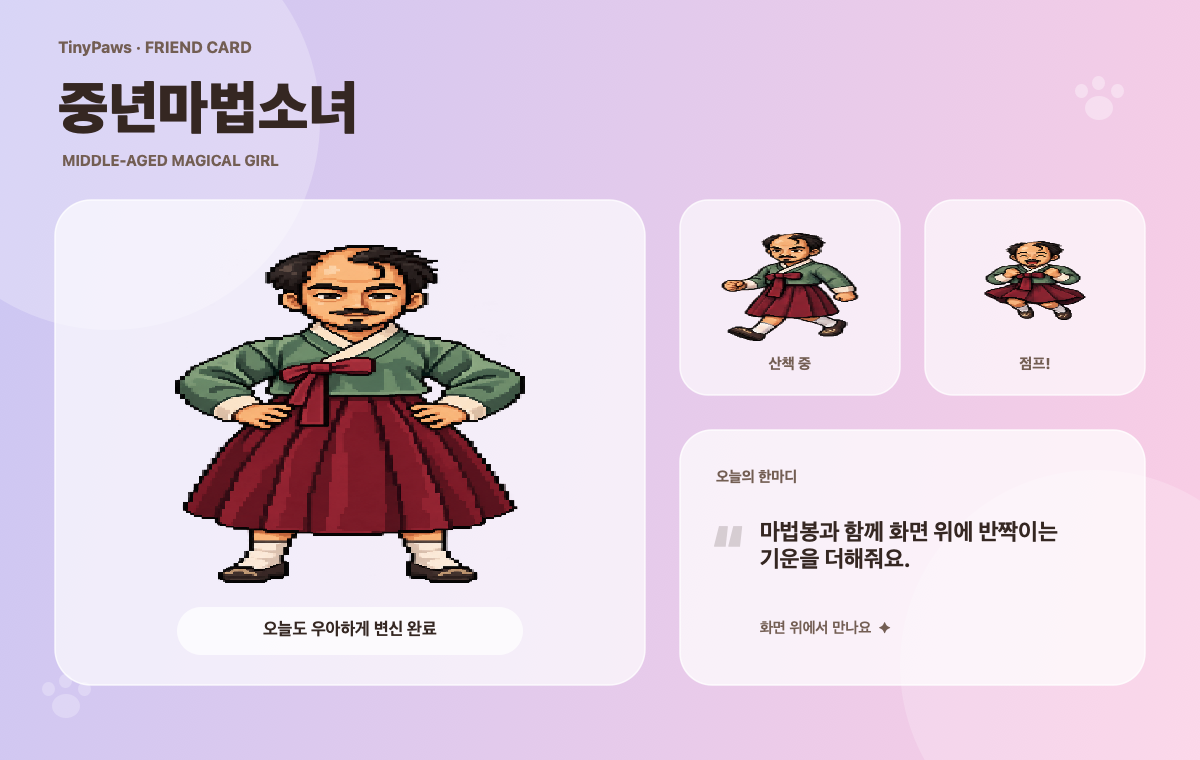 TinyPaws · FRIEND CARD
중년마법소녀
MIDDLE-AGED MAGICAL GIRL
오늘도 우아하게 변신 완료
산책 중
점프!
오늘의 한마디
마법봉과 함께 화면 위에 반짝이는
기운을 더해줘요.
화면 위에서 만나요 ✦